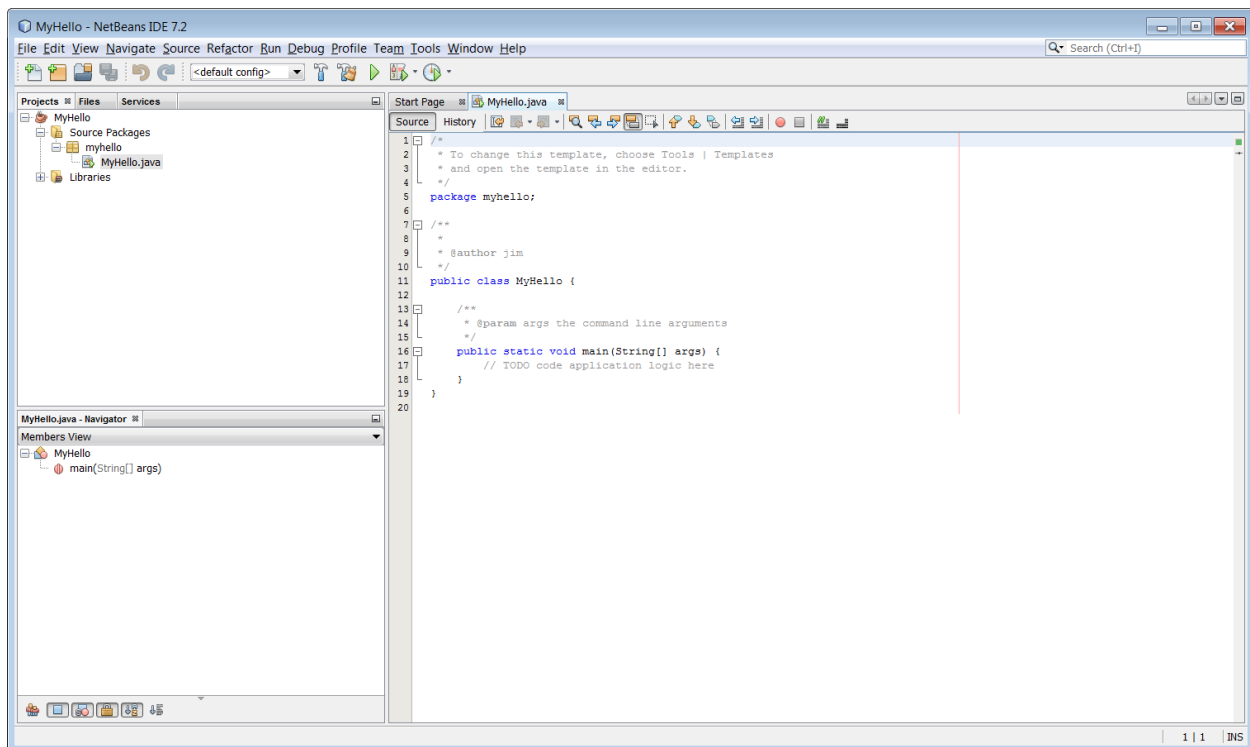 MyHello - NetBeans IDE 7.2
File Edit View Navigate Source Refactor Run Debug Profile Team Tools Window Help
Search (Ctrl+I)
<default config>
Projects Files Services
MyHello
Source Packages
myhello
MyHello.java
Libraries
Start Page MyHello.java
Source History
1 /*
2  * To change this template, choose Tools | Templates
3  * and open the template in the editor.
4  */
5 package myhello;
6
7 /**
8  *
9  * @author jim
10  */
11 public class MyHello {
12
13     /**
14      * @param args the command line arguments
15      */
16     public static void main(String[] args) {
17         // TODO code application logic here
18     }
19 }
20
MyHello.java - Navigator
Members View
MyHello
main(String[] args)
1 | 1 INS